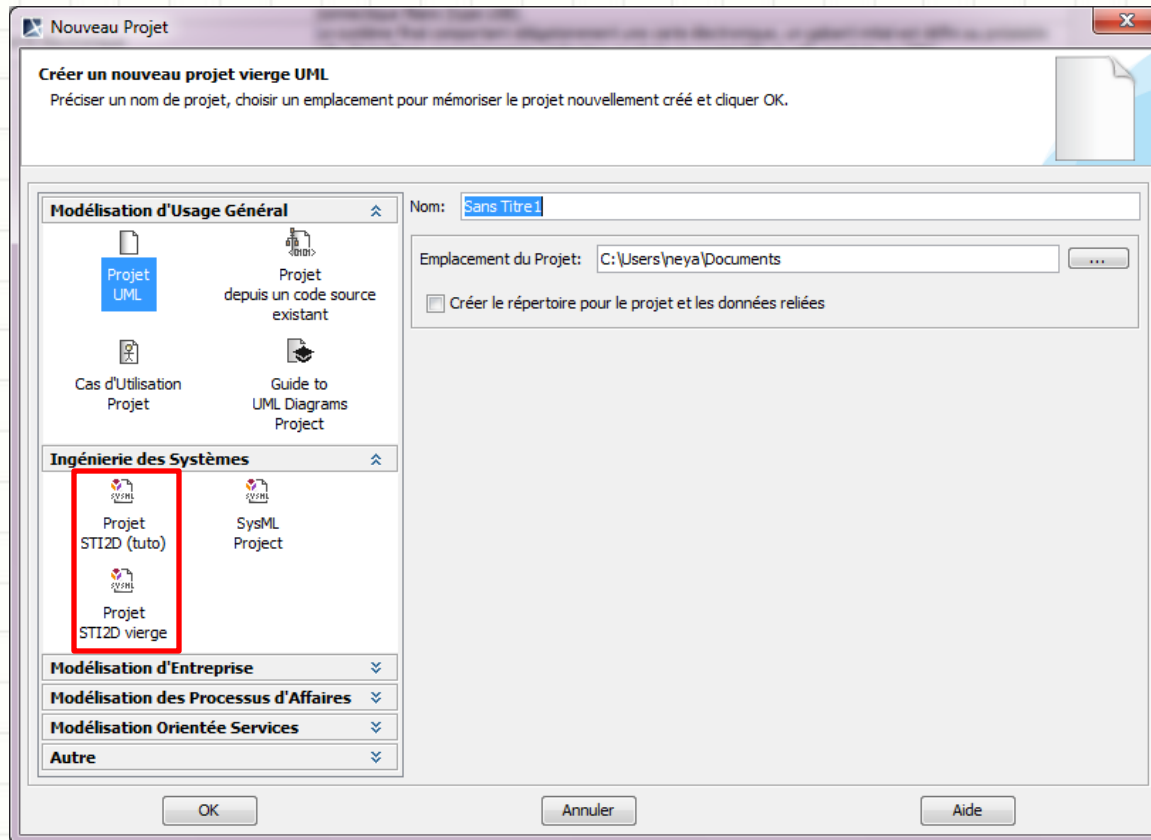 Nouveau Projet
Créer un nouveau projet vierge UML
Préciser un nom de projet, choisir un emplacement pour mémoriser le projet nouvellement créé et cliquer OK.
Modélisation d'Usage Général
Projet
UML
Projet
depuis un code source
existant
Cas d'Utilisation
Projet
Guide to
UML Diagrams
Project
Ingénierie des Systèmes
SYSML
Projet
STI2D (tuto)
SYSML
SysML
Project
SYSML
Projet
STI2D vierge
Modélisation d'Entreprise
Modélisation des Processus d'Affaires
Modélisation Orientée Services
Autre
Nom: Sans Titre1
Emplacement du Projet: C:\Users\neya\Documents ...
Créer le répertoire pour le projet et les données reliées
OK
Annuler
Aide